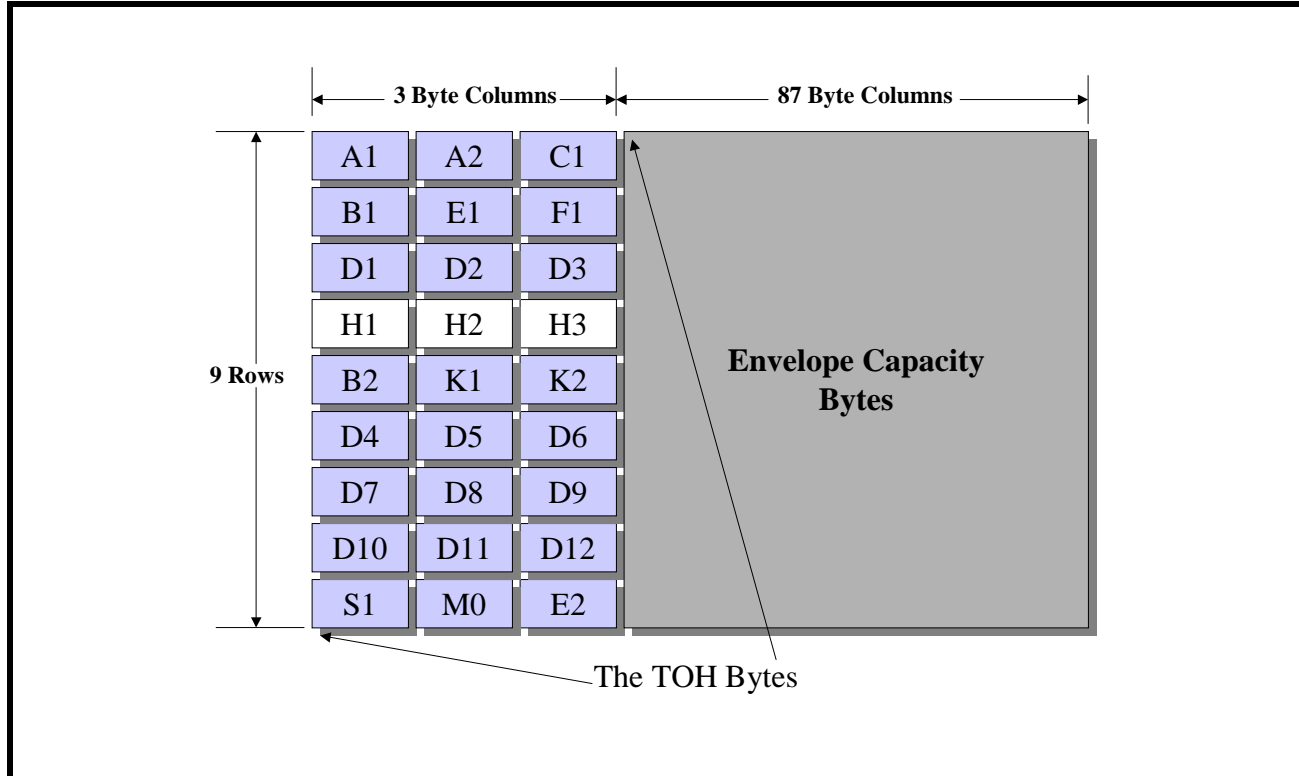 3 Byte Columns 87 Byte Columns
A1 A2 C1
B1 E1 F1
D1 D2 D3
H1 H2 H3
9 Rows
B2 K1 K2
D4 D5 D6
D7 D8 D9
D10 D11 D12
S1 M0 E2
Envelope Capacity
Bytes
The TOH Bytes